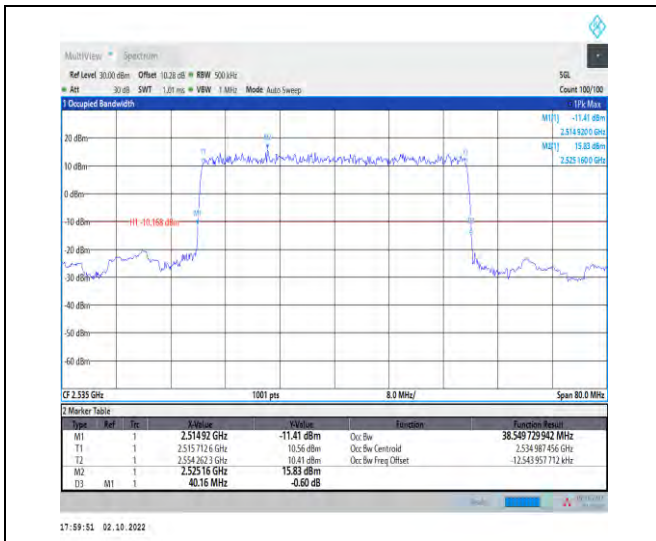 MultiView Spectrum
Ref Level 30.00 dBm Offset 10.28 dB RBW 500 kHz SGL
Att 30 dB SWT 1.01 ms VBW 1 MHz Mode Auto Sweep Count 100/100
1 Occupied Bandwidth 1Pk Max
M1[1] -11.41 dBm
2.514 920 0 GHz
M2[1] 15.83 dBm
2.525 160 0 GHz
20 dBm
10 dBm
0 dBm
M1
-10 dBm
H1 -10.168 dBm
-20 dBm
-30 dBm
-40 dBm
-50 dBm
-60 dBm
CF 2.535 GHz 1001 pts 8.0 MHz/ Span 80.0 MHz
2 Marker Table
Type Ref Trc X-Value Y-Value Function Function Result
M1 1 2.514 92 GHz -11.41 dBm Occ Bw 38.549 729 942 MHz
T1 1 2.515 712 6 GHz 10.56 dBm Occ Bw Centroid 2.534 987 456 GHz
T2 1 2.554 262 3 GHz 10.41 dBm Occ Bw Freq Offset -12.543 957 712 kHz
M2 1 2.525 16 GHz 15.83 dBm
D3 M1 1 40.16 MHz -0.60 dB
17:59:51 02.10.2022